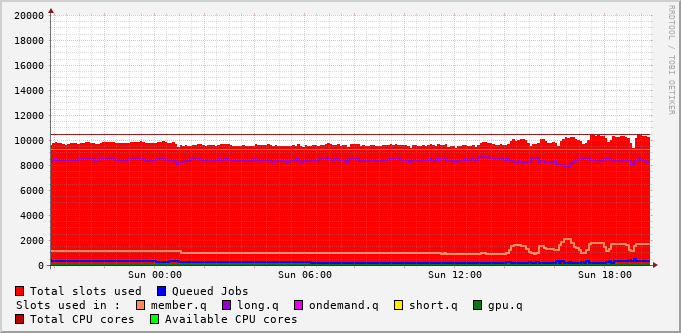 20000
18000
16000
14000
12000
10000
8000
6000
4000
2000
0
Sun 00:00 Sun 06:00 Sun 12:00 Sun 18:00
Total slots used Queued Jobs
Slots used in : member.q long.q ondemand.q short.q gpu.q
Total CPU cores Available CPU cores
RRDTOOL / TOBI OETIKER